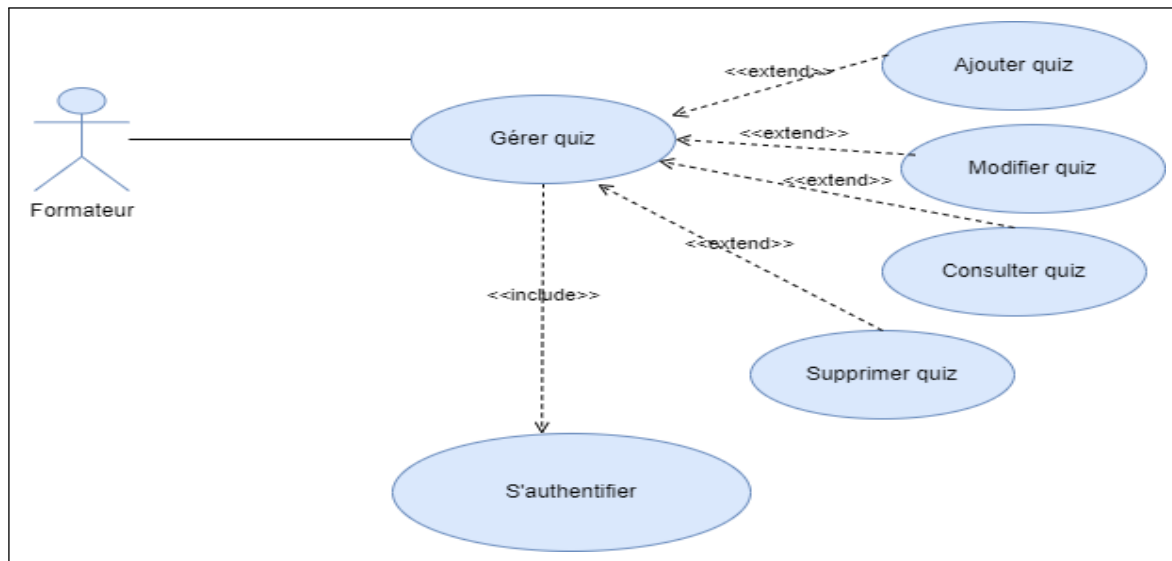 Ajouter quiz
<<extend>>
Gérer quiz
<<extend>>
Modifier quiz
<<extend>>
Formateur
<<extend>>
Consulter quiz
<<include>>
Supprimer quiz
S'authentifier